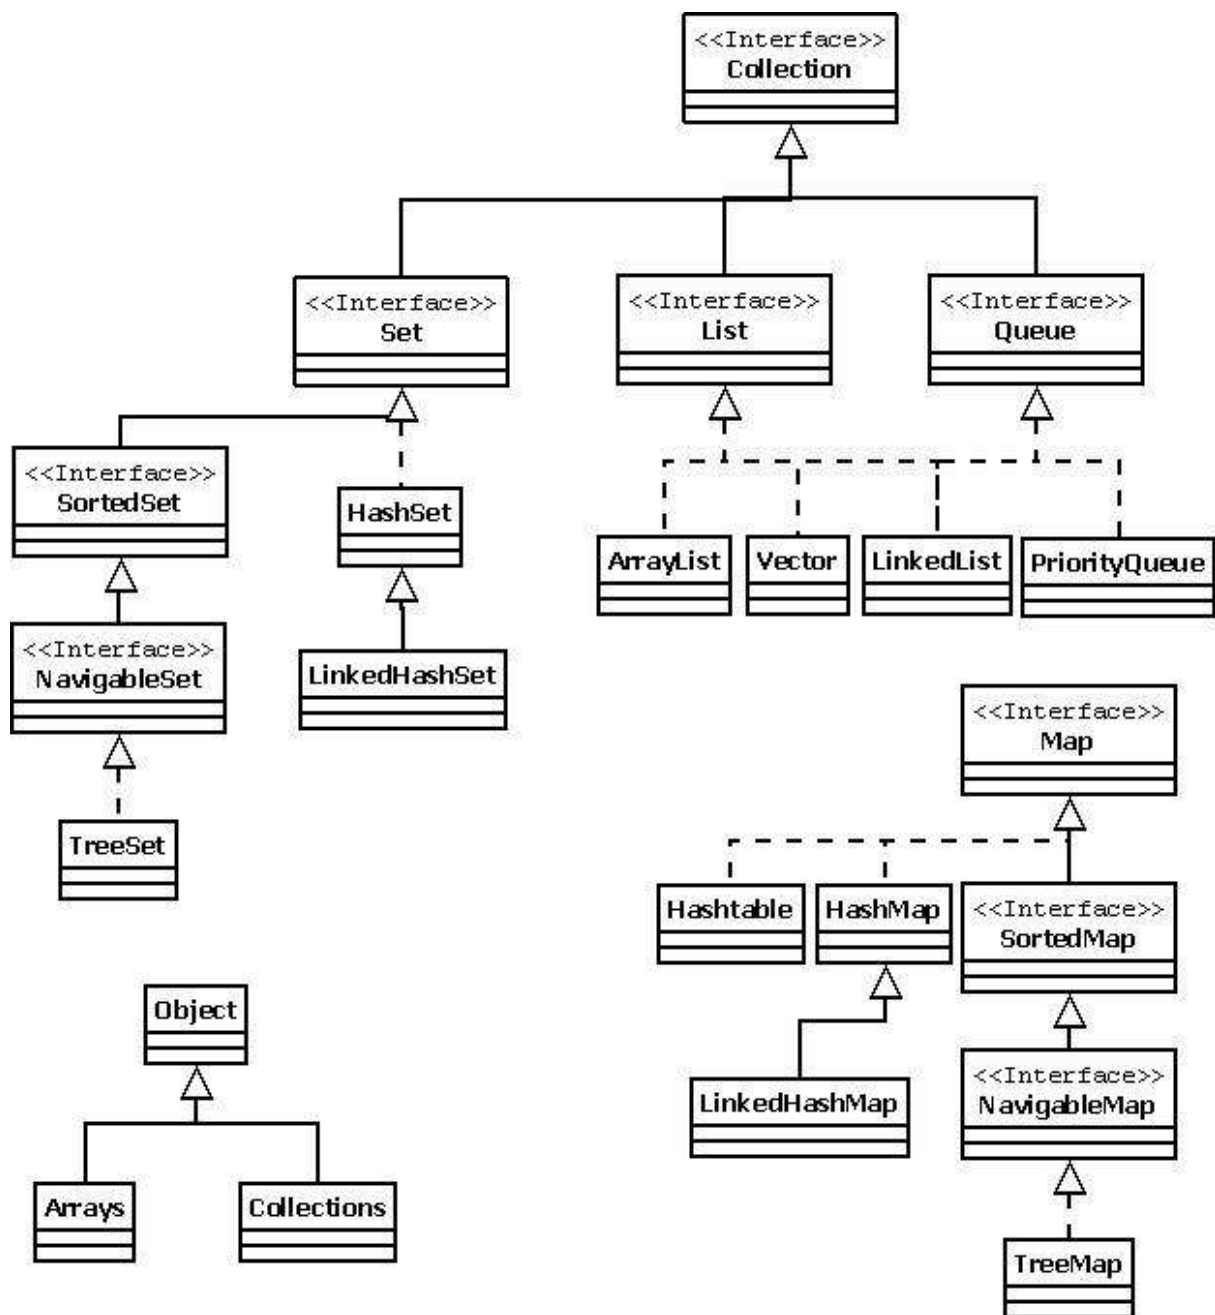 <<Interface>>
Collection
<<Interface>>
Set
<<Interface>>
List
<<Interface>>
Queue
<<Interface>>
SortedSet
HashSet
ArrayList
Vector
LinkedList
PriorityQueue
<<Interface>>
NavigableSet
LinkedHashSet
<<Interface>>
Map
TreeSet
Hashtable
HashMap
<<Interface>>
SortedMap
Object
LinkedHashMap
<<Interface>>
NavigableMap
Arrays
Collections
TreeMap